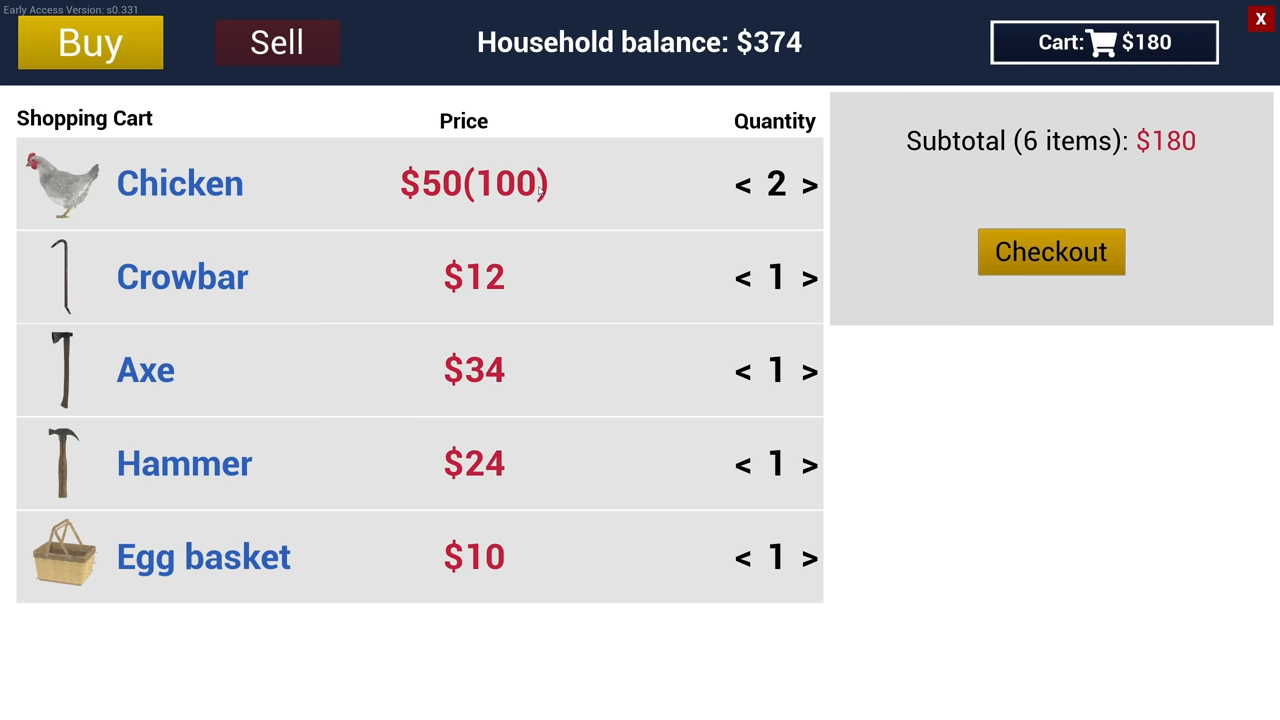 Early Access Version: s0.331
Buy Sell Household balance: $374 Cart: $180 X
Shopping Cart Price Quantity
Chicken $50(100) < 2 >
Crowbar $12 < 1 >
Axe $34 < 1 >
Hammer $24 < 1 >
Egg basket $10 < 1 >
Subtotal (6 items): $180
Checkout